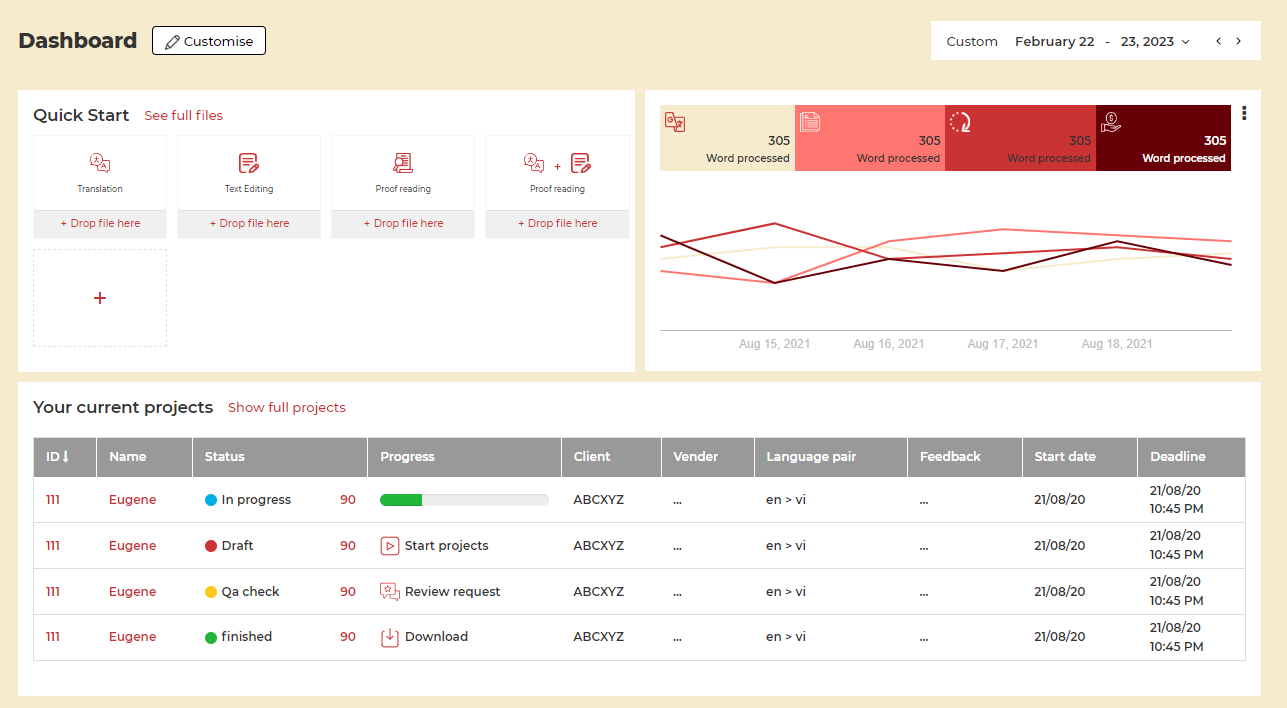 Dashboard
Customise
Custom February 22 - 23, 2023
Quick Start See full files
Translation
Text Editing
Proof reading
+
Proof reading
+ Drop file here
+ Drop file here
+ Drop file here
+ Drop file here
+
305
Word processed
305
Word processed
305
Word processed
305
Word processed
Aug 15, 2021 Aug 16, 2021 Aug 17, 2021 Aug 18, 2021
Your current projects Show full projects
ID Name Status Progress Client Vender Language pair Feedback Start date Deadline
111 Eugene In progress 90 ABCXYZ ... en > vi ... 21/08/20 21/08/20
10:45 PM
111 Eugene Draft 90 Start projects ABCXYZ ... en > vi ... 21/08/20 21/08/20
10:45 PM
111 Eugene Qa check 90 Review request ABCXYZ ... en > vi ... 21/08/20 21/08/20
10:45 PM
111 Eugene finished 90 Download ABCXYZ ... en > vi ... 21/08/20 21/08/20
10:45 PM